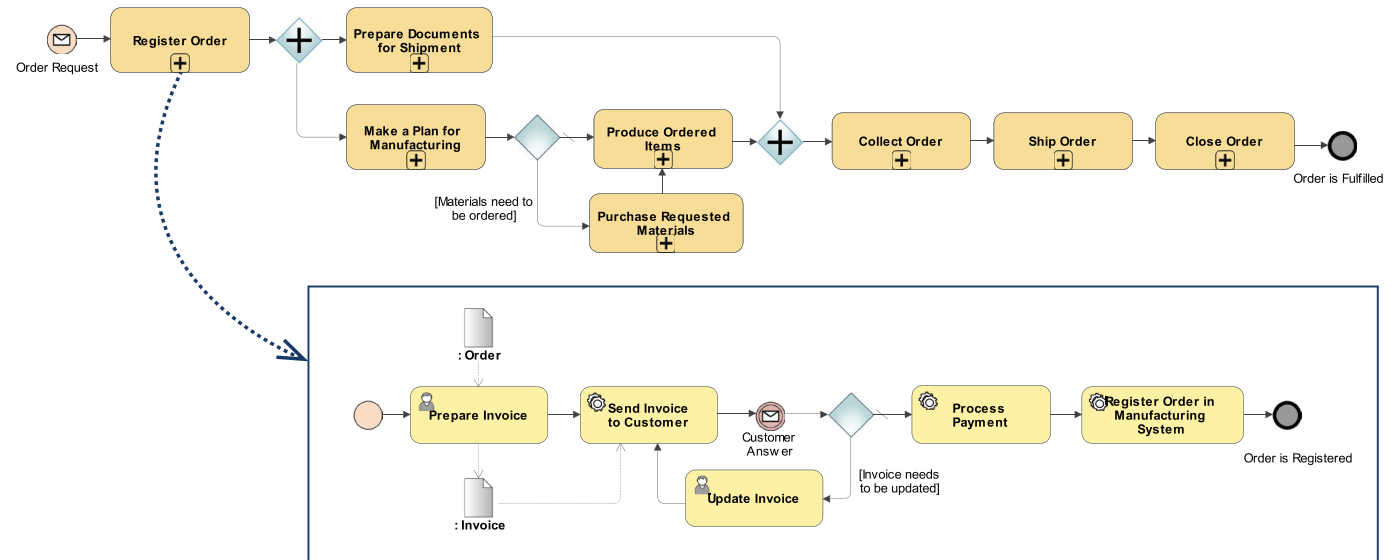 Order Request
Register Order
Prepare Documents
for Shipment
Make a Plan for
Manufacturing
[Materials need to
be ordered]
Produce Ordered
Items
Purchase Requested
Materials
Collect Order
Ship Order
Close Order
Order is Fulfilled
: Order
Prepare Invoice
: Invoice
Send Invoice
to Customer
Customer
Answer
Update Invoice
[Invoice needs
to be updated]
Process
Payment
Register Order in
Manufacturing
System
Order is Registered